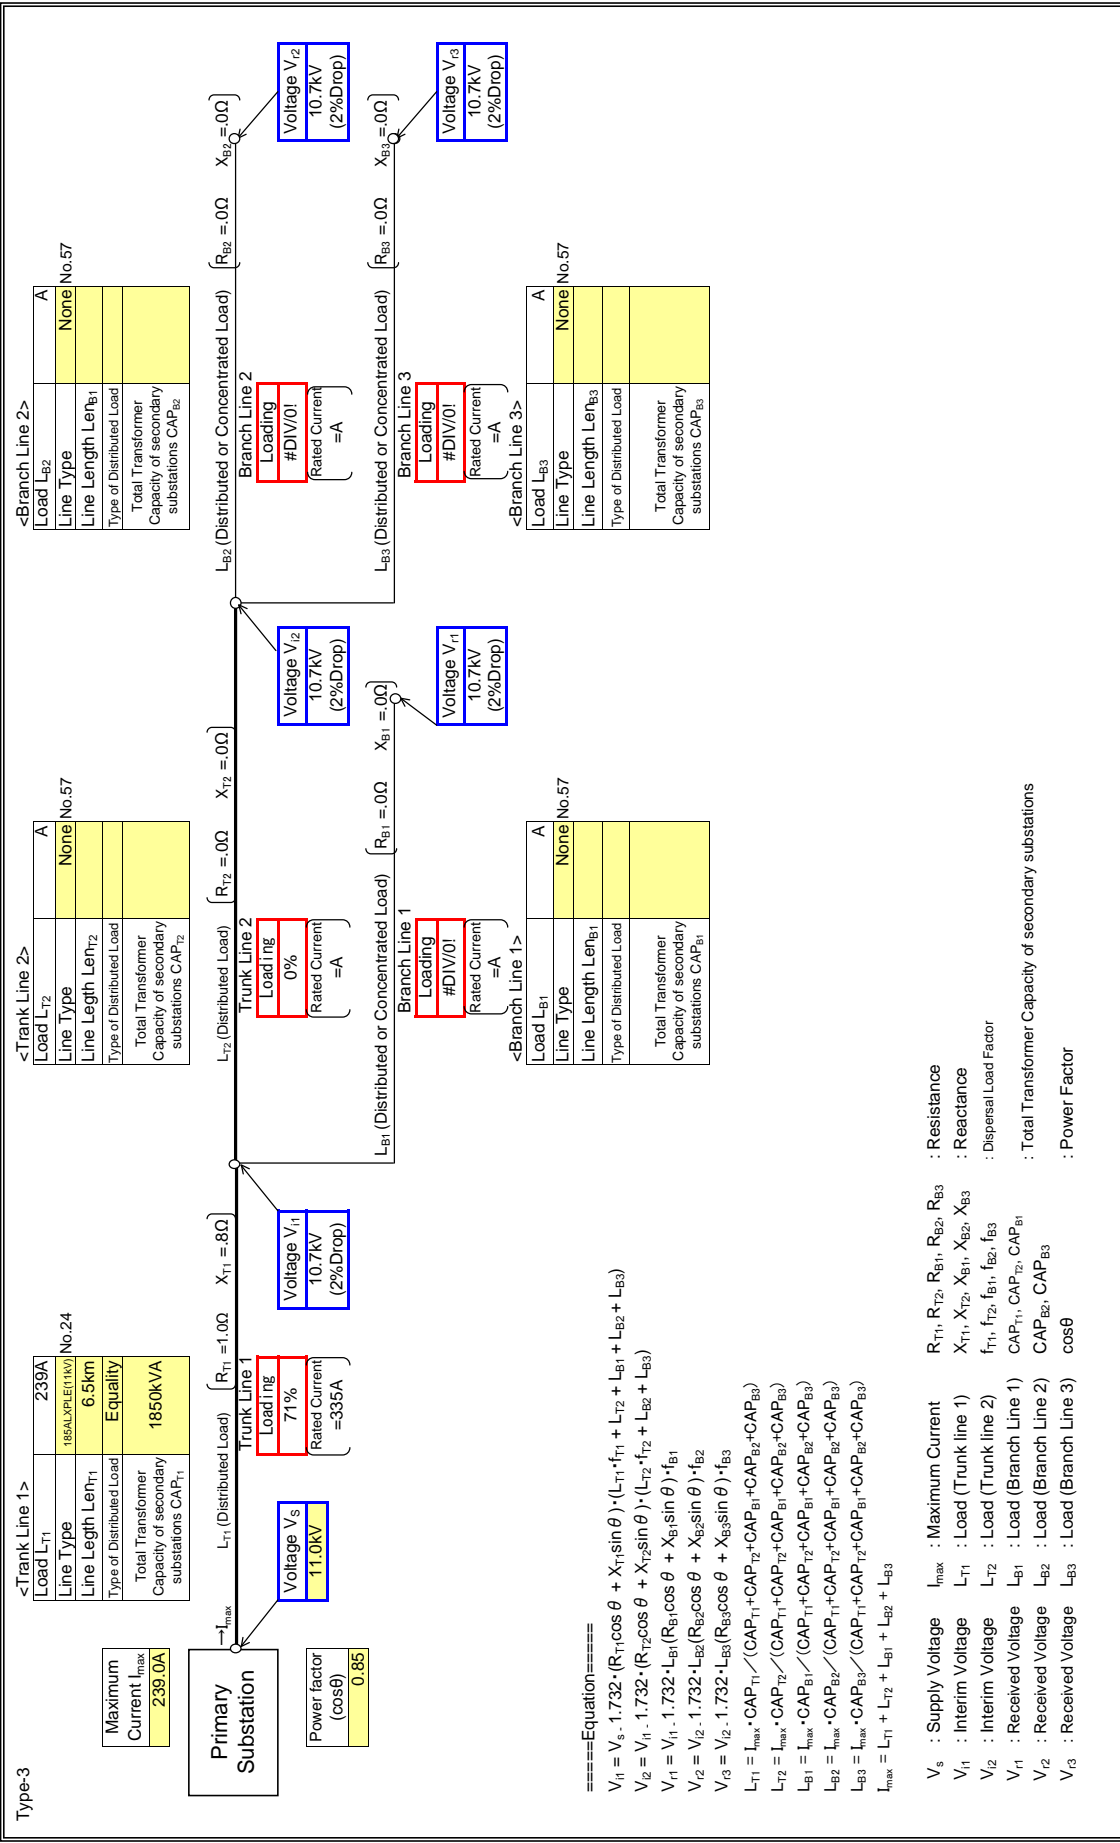 Type-3
<Trank Line 1>
Load LT1 239A
Line Type 185ALXPLE(11kV) No.24
Line Legth LenT1 6.5km
Type of Distributed Load Equality
Total Transformer
Capacity of secondary
substations CAPT1
1850kVA
<Trank Line 2>
Load LT2 A
Line Type None No.57
Line Legth LenT2
Type of Distributed Load
Total Transformer
Capacity of secondary
substations CAPT2
<Branch Line 2>
Load LB2 A
Line Type None No.57
Line Length LenB1
Type of Distributed Load
Total Transformer
Capacity of secondary
substations CAPB2
Maximum
Current Imax
239.0A
Primary
Substation
→Imax
Power factor
(cosθ)
0.85
Voltage Vs
11.0kV
LT1 (Distributed Load)
RT1 =1.0Ω XT1 =.8Ω
Trunk Line 1
Loading
71%
Rated Current
=335A
Voltage Vi1
10.7kV
(2%Drop)
LT2 (Distributed Load)
RT2 =.0Ω XT2 =.0Ω
Trunk Line 2
Loading
0%
Rated Current
=A
Voltage Vi2
10.7kV
(2%Drop)
LB2 (Distributed or Concentrated Load)
RB2 =.0Ω XB2 =.0Ω
Branch Line 2
Loading
#DIV/0!
Rated Current
=A
Voltage Vr2
10.7kV
(2%Drop)
LB1 (Distributed or Concentrated Load)
RB1 =.0Ω XB1 =.0Ω
Branch Line 1
Loading
#DIV/0!
Rated Current
=A
Voltage Vr1
10.7kV
(2%Drop)
LB3 (Distributed or Concentrated Load)
RB3 =.0Ω XB3 =.0Ω
Branch Line 3
Loading
#DIV/0!
Rated Current
=A
Voltage Vr3
10.7kV
(2%Drop)
<Branch Line 1>
Load LB1 A
Line Type None No.57
Line Length LenB1
Type of Distributed Load
Total Transformer
Capacity of secondary
substations CAPB1
<Branch Line 3>
Load LB3 A
Line Type None No.57
Line Length LenB3
Type of Distributed Load
Total Transformer
Capacity of secondary
substations CAPB3
=====Equation=====
Vi1 = Vs - 1.732・(RT1cos θ + XT1sin θ)・(LT1・fT1 + LT2 + LB1 + LB2 + LB3)
Vi2 = Vi1 - 1.732・(RT2cos θ + XT2sin θ)・(LT2・fT2 + LB2 + LB3)
Vr1 = Vi1 - 1.732・LB1(RB1cos θ + XB1sin θ)・fB1
Vr2 = Vi2 - 1.732・LB2(RB2cos θ + XB2sin θ)・fB2
Vr3 = Vi2 - 1.732・LB3(RB3cos θ + XB3sin θ)・fB3
LT1 = Imax・CAPT1／(CAPT1+CAPT2+CAPB1+CAPB2+CAPB3)
LT2 = Imax・CAPT2／(CAPT1+CAPT2+CAPB1+CAPB2+CAPB3)
LB1 = Imax・CAPB1／(CAPT1+CAPT2+CAPB1+CAPB2+CAPB3)
LB2 = Imax・CAPB2／(CAPT1+CAPT2+CAPB1+CAPB2+CAPB3)
LB3 = Imax・CAPB3／(CAPT1+CAPT2+CAPB1+CAPB2+CAPB3)
Imax = LT1 + LT2 + LB1 + LB2 + LB3
Vs : Supply Voltage Imax : Maximum Current RT1, RT2, RB1, RB2, RB3 : Resistance
Vi1 : Interim Voltage LT1 : Load (Trunk line 1) XT1, XT2, XB1, XB2, XB3 : Reactance
Vi2 : Interim Voltage LT2 : Load (Trunk line 2) fT1, fT2, fB1, fB2, fB3 : Dispersal Load Factor
Vr1 : Received Voltage LB1 : Load (Branch Line 1) CAPT1, CAPT2, CAPB1
Vr2 : Received Voltage LB2 : Load (Branch Line 2) CAPB2, CAPB3 : Total Transformer Capacity of secondary substations
Vr3 : Received Voltage LB3 : Load (Branch Line 3) cosθ : Power Factor